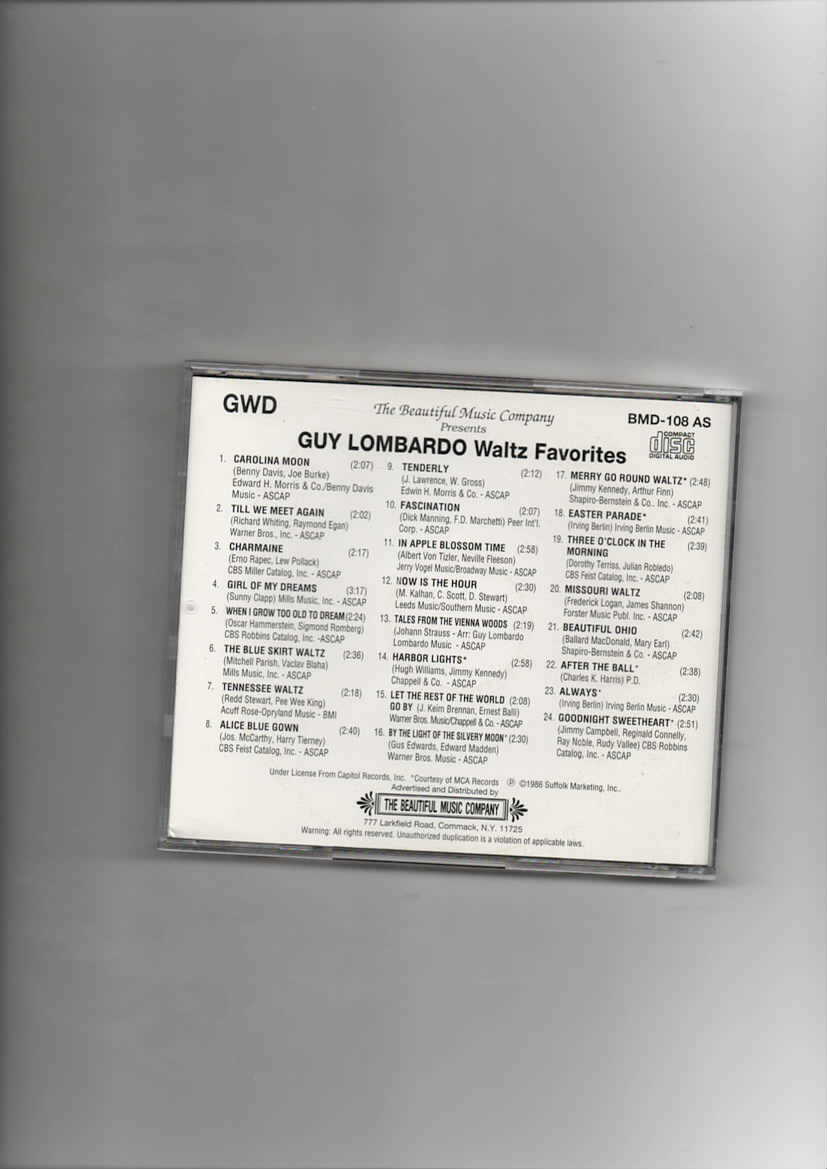 GWD
The Beautiful Music Company
Presents
BMD-108 AS
COMPACT
disc
DIGITAL AUDIO
GUY LOMBARDO Waltz Favorites
1. CAROLINA MOON (2:07)
(Benny Davis, Joe Burke)
Edward H. Morris & Co./Benny Davis
Music - ASCAP
2. TILL WE MEET AGAIN (2:02)
(Richard Whiting, Raymond Egan)
Warner Bros., Inc. - ASCAP
3. CHARMAINE (2:17)
(Erno Rapec, Lew Pollack)
CBS Miller Catalog, Inc. - ASCAP
4. GIRL OF MY DREAMS (3:17)
(Sunny Clapp) Mills Music, Inc. - ASCAP
5. WHEN I GROW TOO OLD TO DREAM (2:24)
(Oscar Hammerstein, Sigmond Romberg)
CBS Robbins Catalog, Inc. -ASCAP
6. THE BLUE SKIRT WALTZ (2:36)
(Mitchell Parish, Vaclav Blaha)
Mills Music, Inc. - ASCAP
7. TENNESSEE WALTZ (2:18)
(Redd Stewart, Pee Wee King)
Acuff Rose-Opryland Music - BMI
8. ALICE BLUE GOWN (2:40)
(Jos. McCarthy, Harry Tierney)
CBS Feist Catalog, Inc. - ASCAP
9. TENDERLY (2:12)
(J. Lawrence, W. Gross)
Edwin H. Morris & Co. - ASCAP
10. FASCINATION (2:07)
(Dick Manning, F.D. Marchetti) Peer Int'l.
Corp. - ASCAP
11. IN APPLE BLOSSOM TIME (2:58)
(Albert Von Tizler, Neville Fleeson)
Jerry Vogel Music/Broadway Music - ASCAP
12. NOW IS THE HOUR (2:30)
(M. Kalhan, C. Scott, D. Stewart)
Leeds Music/Southern Music - ASCAP
13. TALES FROM THE VIENNA WOODS (2:19)
(Johann Strauss - Arr: Guy Lombardo
Lombardo Music - ASCAP
14. HARBOR LIGHTS* (2:58)
(Hugh Williams, Jimmy Kennedy)
Chappell & Co. - ASCAP
15. LET THE REST OF THE WORLD (2:08)
GO BY (J. Keim Brennan, Ernest Balli)
Warner Bros. Music/Chappell & Co. - ASCAP
16. BY THE LIGHT OF THE SILVERY MOON* (2:30)
(Gus Edwards, Edward Madden)
Warner Bros. Music - ASCAP
17. MERRY GO ROUND WALTZ* (2:48)
(Jimmy Kennedy, Arthur Finn)
Shapiro-Bernstein & Co.. Inc. - ASCAP
18. EASTER PARADE* (2:41)
(Irving Berlin) Irving Berlin Music - ASCAP
19. THREE O'CLOCK IN THE (2:39)
MORNING
(Dorothy Terriss, Julian Robledo)
CBS Feist Catalog, Inc. - ASCAP
20. MISSOURI WALTZ (2:08)
(Frederick Logan, James Shannon)
Forster Music Publ. Inc. - ASCAP
21. BEAUTIFUL OHIO (2:42)
(Ballard MacDonald, Mary Earl)
Shapiro-Bernstein & Co. - ASCAP
22. AFTER THE BALL* (2:38)
(Charles K. Harris) P.D.
23. ALWAYS* (2:30)
(Irving Berlin) Irving Berlin Music - ASCAP
24. GOODNIGHT SWEETHEART* (2:51)
(Jimmy Campbell, Reginald Connelly,
Ray Noble, Rudy Vallee) CBS Robbins
Catalog, Inc. - ASCAP
Under License From Capitol Records, Inc. *Courtesy of MCA Records ℗ ©1986 Suffolk Marketing, Inc..
Advertised and Distributed by
THE BEAUTIFUL MUSIC COMPANY
777 Larkfield Road, Commack, N.Y. 11725
Warning: All rights reserved. Unauthorized duplication is a violation of applicable laws.